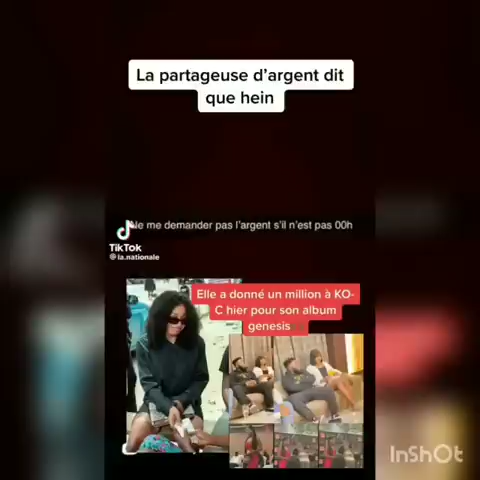 La partageuse d'argent dit
que hein
Ne me demander pas l'argent s'il n'est pas 00h
TikTok
@la.nationale
Elle a donné un million à KO-
C hier pour son album
genesis
InShOt